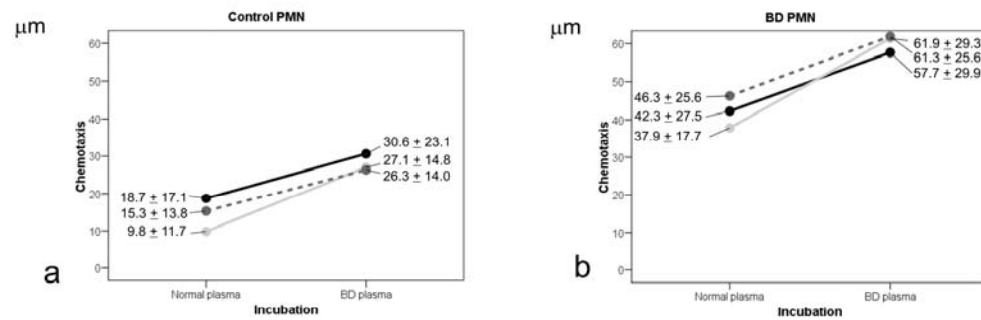 Control PMN
μm
60
50
40
30
20
10
0
Chemotaxis
18.7 ± 17.1
15.3 ± 13.8
9.8 ± 11.7
30.6 ± 23.1
27.1 ± 14.8
26.3 ± 14.0
Normal plasma
BD plasma
Incubation
a
BD PMN
μm
60
50
40
30
20
10
0
Chemotaxis
46.3 ± 25.6
42.3 ± 27.5
37.9 ± 17.7
61.9 ± 29.3
61.3 ± 25.6
57.7 ± 29.9
Normal plasma
BD plasma
Incubation
b